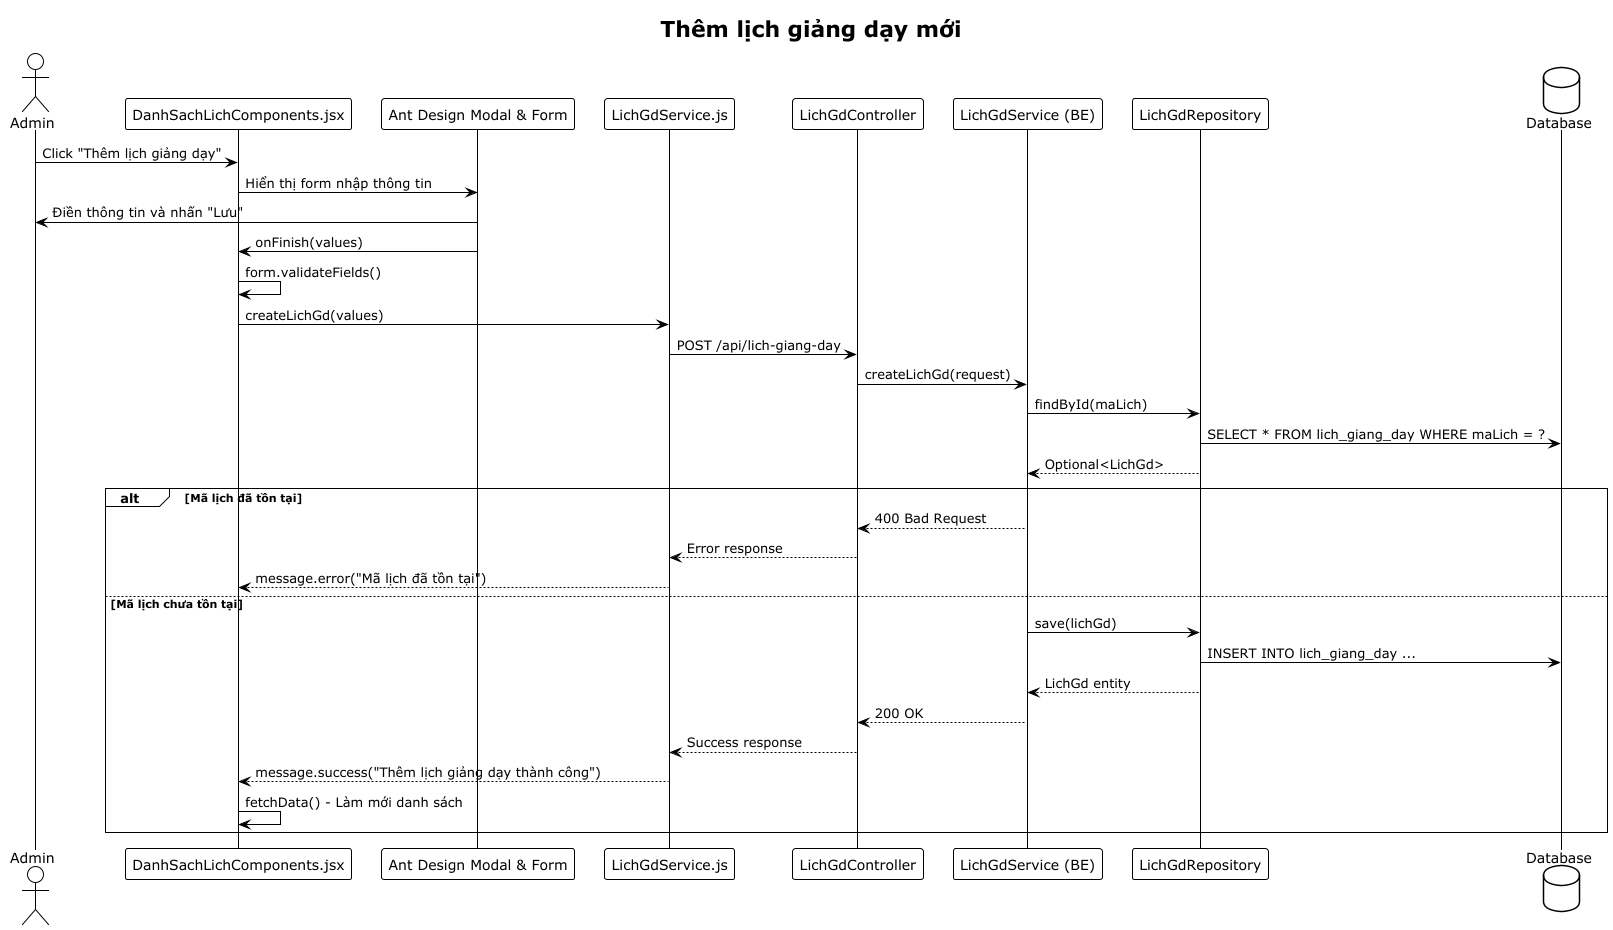 Thêm lịch giảng dạy mới
Admin
DanhSachLichComponents.jsx
Ant Design Modal & Form
LichGdService.js
LichGdController
LichGdService (BE)
LichGdRepository
Database
Click "Thêm lịch giảng dạy"
Hiển thị form nhập thông tin
Điền thông tin và nhấn "Lưu"
onFinish(values)
form.validateFields()
createLichGd(values)
POST /api/lich-giang-day
createLichGd(request)
findById(maLich)
SELECT * FROM lich_giang_day WHERE maLich = ?
Optional<LichGd>
alt
[Mã lịch đã tồn tại]
400 Bad Request
Error response
message.error("Mã lịch đã tồn tại")
[Mã lịch chưa tồn tại]
save(lichGd)
INSERT INTO lich_giang_day ...
LichGd entity
200 OK
Success response
message.success("Thêm lịch giảng dạy thành công")
fetchData() - Làm mới danh sách
Admin
DanhSachLichComponents.jsx
Ant Design Modal & Form
LichGdService.js
LichGdController
LichGdService (BE)
LichGdRepository
Database